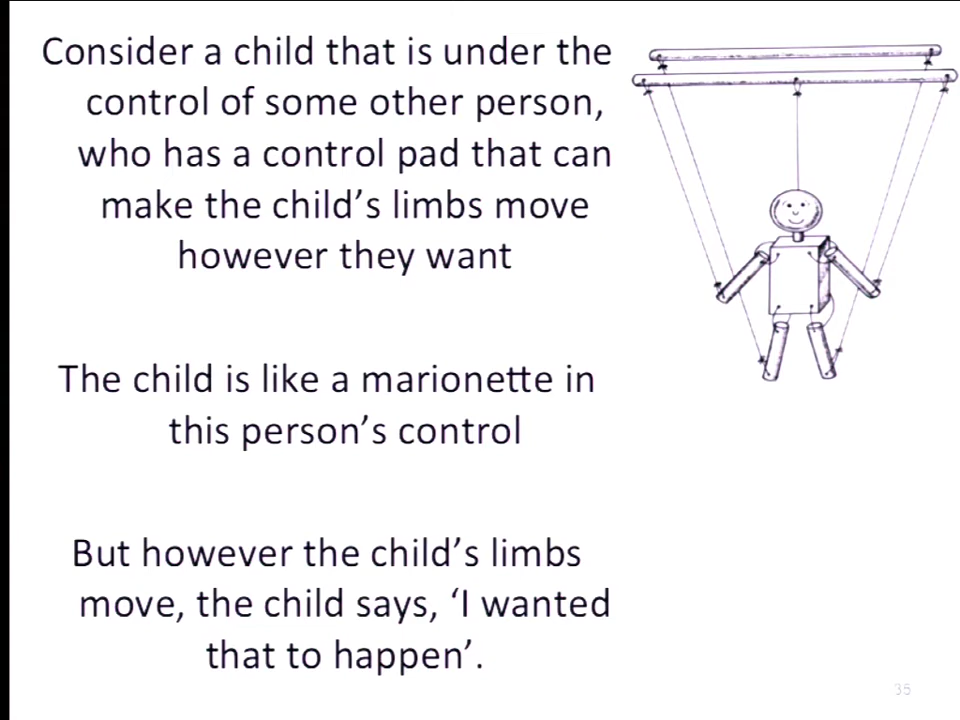 Consider a child that is under the
control of some other person,
who has a control pad that can
make the child’s limbs move
however they want
The child is like a marionette in
this person’s control
But however the child’s limbs
move, the child says, ‘I wanted
that to happen’.
35